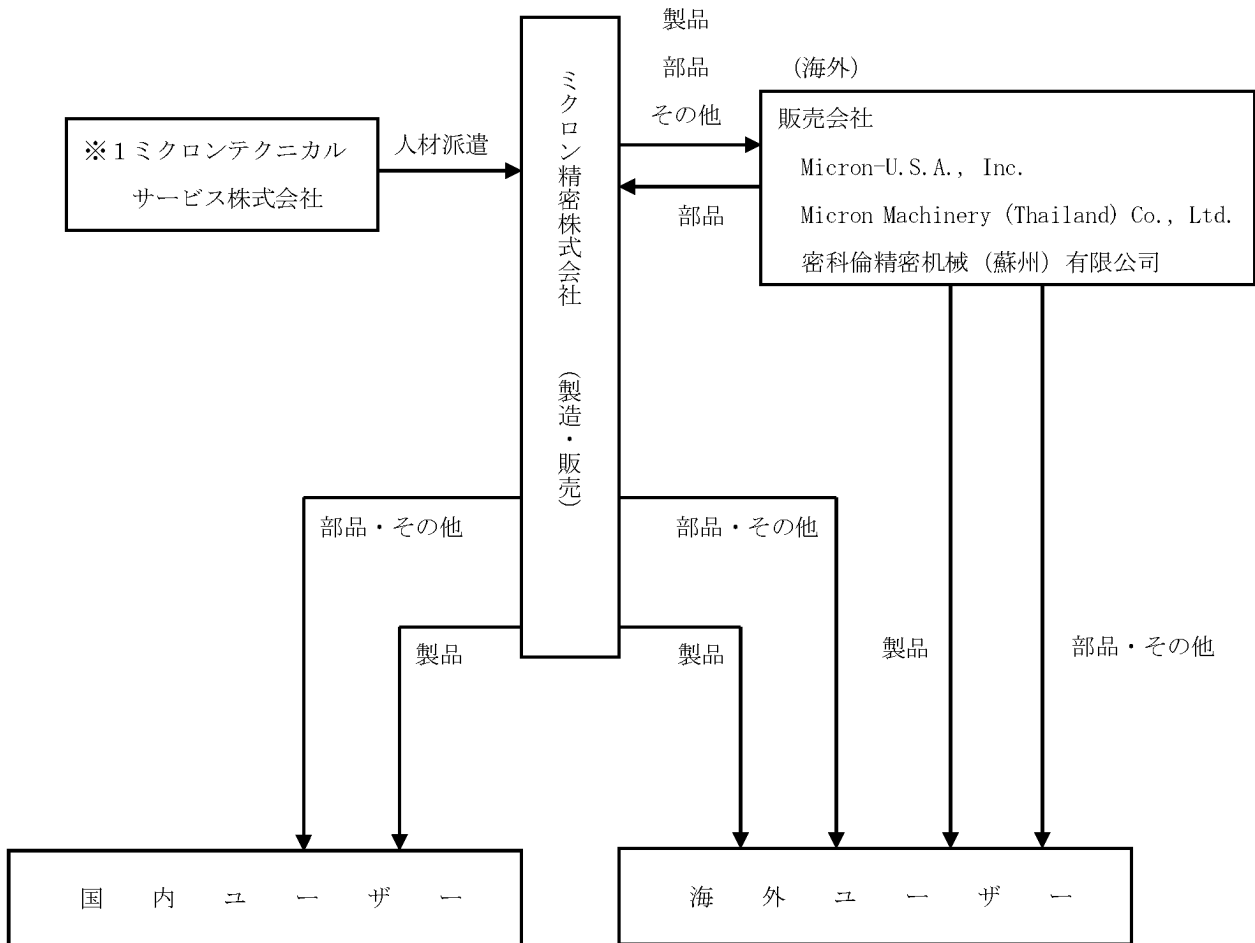 製品
部品
その他
(海外)
※1ミクロンテクニカル
サービス株式会社
人材派遣
ミクロン精密株式会社 (製造・販売)
販売会社
Micron-U.S.A., Inc.
Micron Machinery (Thailand) Co., Ltd.
密科倫精密机械(蘇州)有限公司
部品
部品・その他
部品・その他
製品
製品
製品
部品・その他
国内ユーザー
海外ユーザー